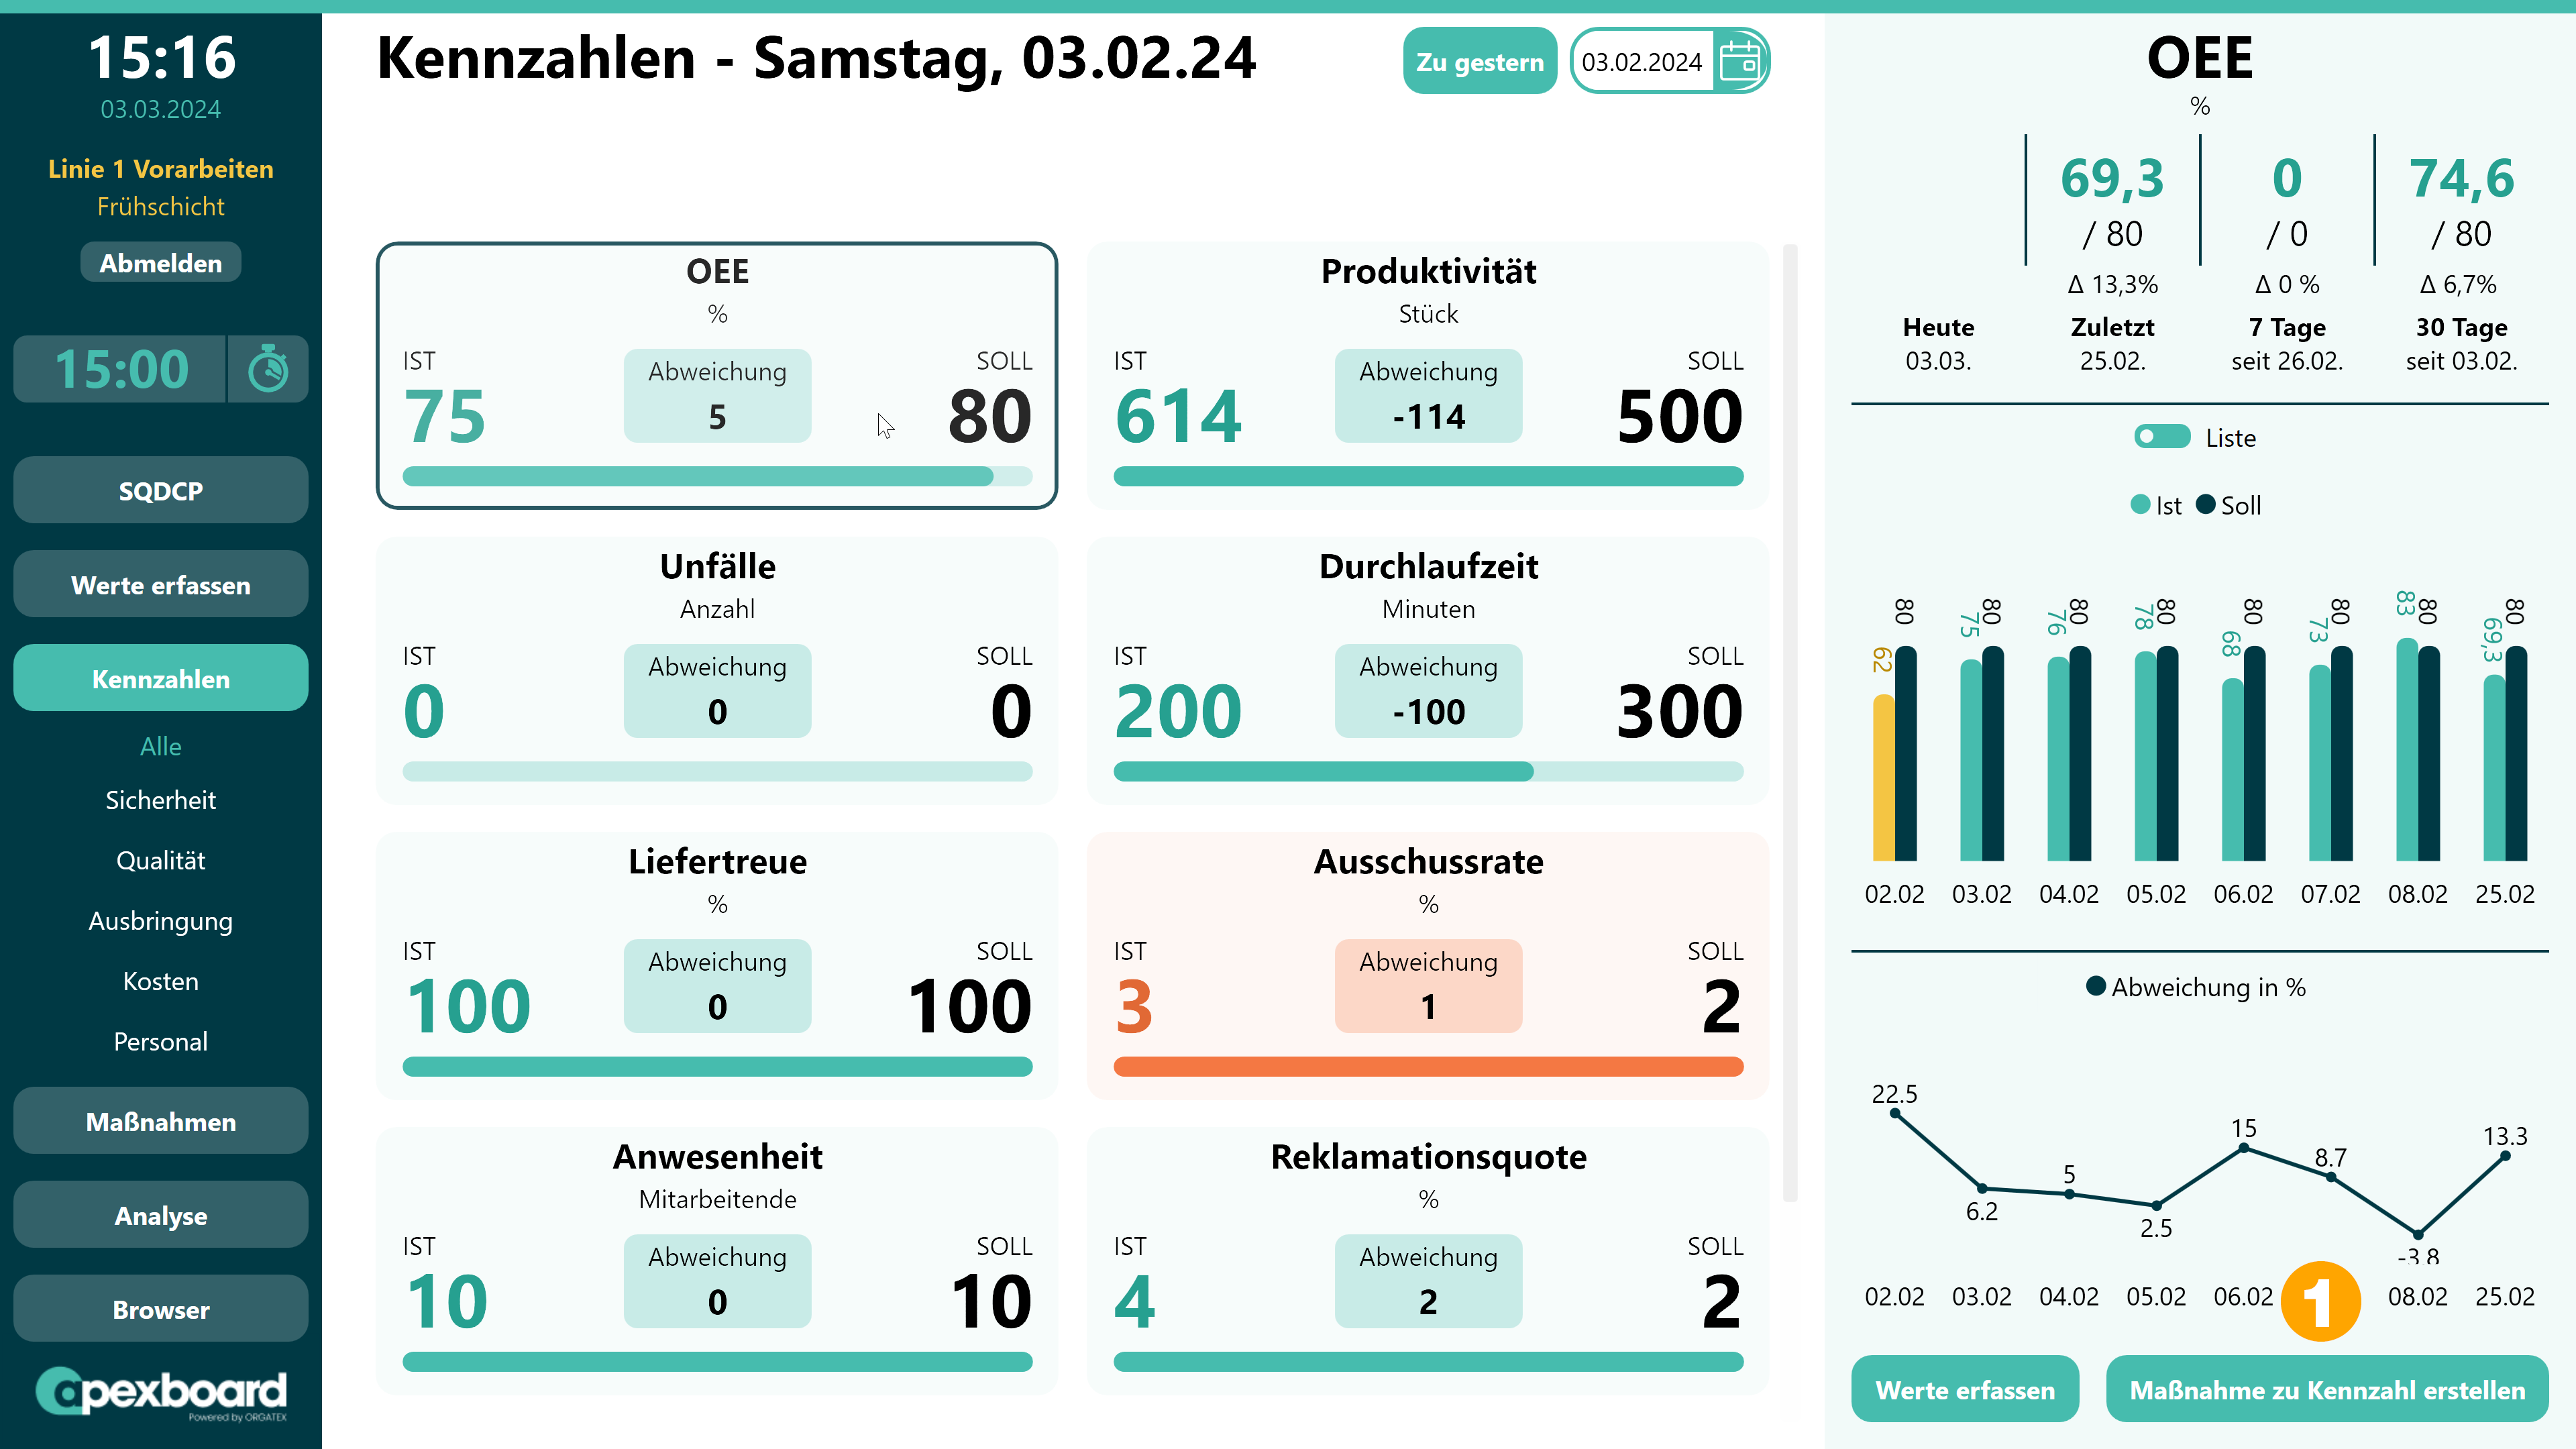 15:16
03.03.2024
Linie 1 Vorarbeiten
Frühschicht
Abmelden
15:00
SQDCP
Werte erfassen
Kennzahlen
Alle
Sicherheit
Qualität
Ausbringung
Kosten
Personal
Maßnahmen
Analyse
Browser
apexboard
Powered by ORGATEX
Kennzahlen - Samstag, 03.02.24
Zu gestern
03.02.2024
OEE
%
IST
Abweichung
SOLL
75
5
80
Produktivität
Stück
IST
Abweichung
SOLL
614
-114
500
Unfälle
Anzahl
IST
Abweichung
SOLL
0
0
0
Durchlaufzeit
Minuten
IST
Abweichung
SOLL
200
-100
300
Liefertreue
%
IST
Abweichung
SOLL
100
0
100
Ausschussrate
%
IST
Abweichung
SOLL
3
1
2
Anwesenheit
Mitarbeitende
IST
Abweichung
SOLL
10
0
10
Reklamationsquote
%
IST
Abweichung
SOLL
4
2
2
OEE
%
69,3 0 74,6
/ 80 / 0 / 80
Δ 13,3% Δ 0 % Δ 6,7%
Heute Zuletzt 7 Tage 30 Tage
03.03. 25.02. seit 26.02. seit 03.02.
Liste
Ist Soll
62 80 75 80 76 80 78 80 68 80 73 80 83 80 69,3 80
02.02 03.02 04.02 05.02 06.02 07.02 08.02 25.02
Abweichung in %
22.5 6.2 5 2.5 15 8.7 -3.8 13.3
02.02 03.02 04.02 05.02 06.02 1 08.02 25.02
Werte erfassen
Maßnahme zu Kennzahl erstellen